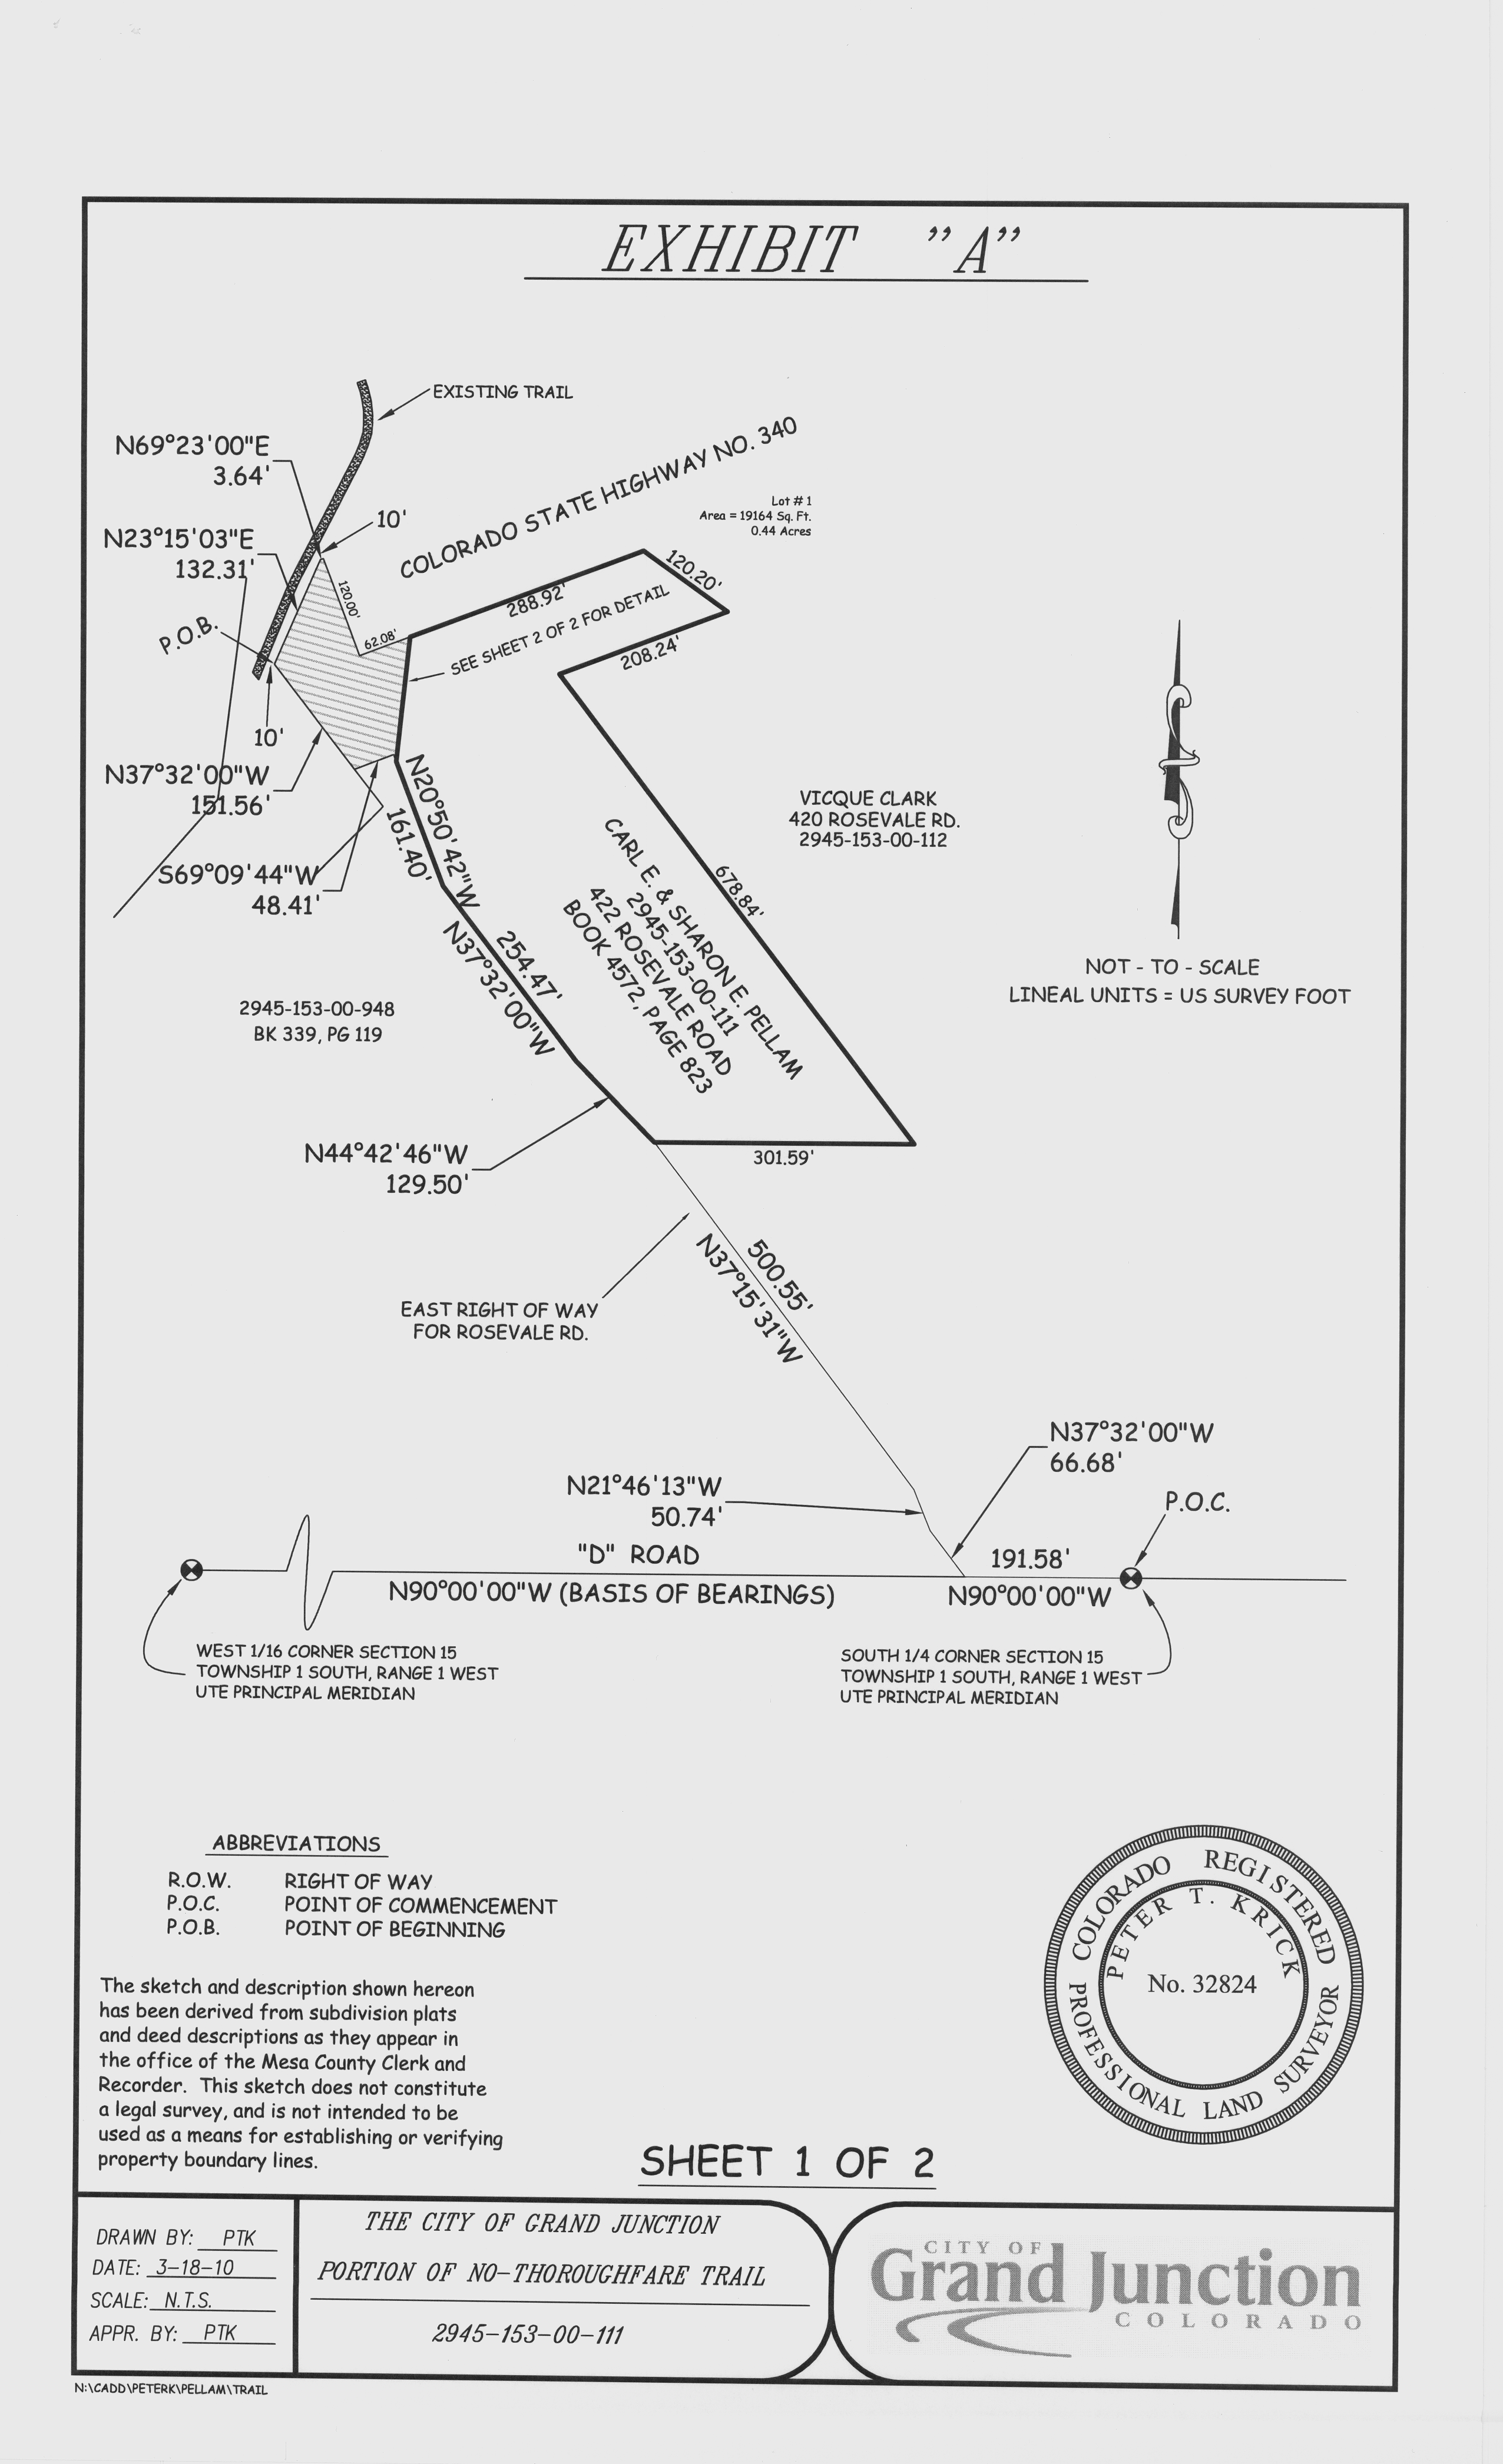 EXHIBIT "A"
EXISTING TRAIL
N69°23'00"E
3.64'
10'
COLORADO STATE HIGHWAY NO. 340
Lot # 1
Area = 19164 Sq. Ft.
0.44 Acres
N23°15'03"E
132.31'
120.00'
P.O.B.
62.08'
288.92'
120.20'
SEE SHEET 2 OF 2 FOR DETAIL
208.24'
10'
N37°32'00"W
151.56'
N20°50'42"W
161.40'
S69°09'44"W
48.41'
VICQUE CLARK
420 ROSEVALE RD.
2945-153-00-112
678.84'
CARL E. & SHARON E. PELLAM
2945-153-00-111
422 ROSEVALE ROAD
BOOK 4572, PAGE 823
254.47'
N37°32'00"W
NOT - TO - SCALE
LINEAL UNITS = US SURVEY FOOT
2945-153-00-948
BK 339, PG 119
N44°42'46"W
129.50'
301.59'
500.55'
N37°15'31"W
EAST RIGHT OF WAY
FOR ROSEVALE RD.
N37°32'00"W
66.68'
N21°46'13"W
50.74'
P.O.C.
"D" ROAD
191.58'
N90°00'00"W (BASIS OF BEARINGS)
N90°00'00"W
WEST 1/16 CORNER SECTION 15
TOWNSHIP 1 SOUTH, RANGE 1 WEST
UTE PRINCIPAL MERIDIAN
SOUTH 1/4 CORNER SECTION 15
TOWNSHIP 1 SOUTH, RANGE 1 WEST
UTE PRINCIPAL MERIDIAN
ABBREVIATIONS
R.O.W. RIGHT OF WAY
P.O.C. POINT OF COMMENCEMENT
P.O.B. POINT OF BEGINNING
COLORADO REGISTERED
PETER T. KRICK
No. 32824
PROFESSIONAL LAND SURVEYOR
The sketch and description shown hereon
has been derived from subdivision plats
and deed descriptions as they appear in
the office of the Mesa County Clerk and
Recorder. This sketch does not constitute
a legal survey, and is not intended to be
used as a means for establishing or verifying
property boundary lines.
SHEET 1 OF 2
DRAWN BY: PTK
DATE: 3-18-10
SCALE: N.T.S.
APPR. BY: PTK
THE CITY OF GRAND JUNCTION
PORTION OF NO-THOROUGHFARE TRAIL
2945-153-00-111
CITY OF
Grand Junction
COLORADO
N:\CADD\PETERK\PELLAM\TRAIL